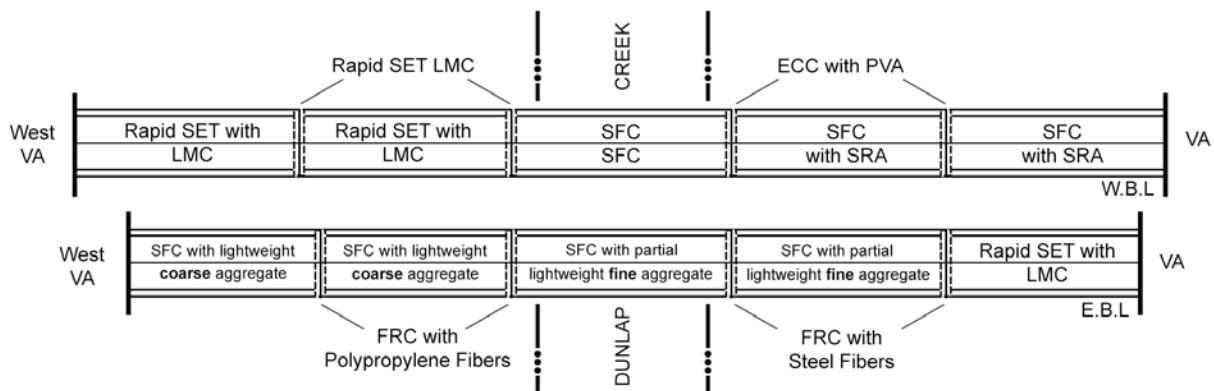 CREEK
Rapid SET LMC
ECC with PVA
West
VA
Rapid SET with
LMC
Rapid SET with
LMC
SFC
SFC
SFC
with SRA
SFC
with SRA
VA
W.B.L
West
VA
SFC with lightweight
coarse aggregate
SFC with lightweight
coarse aggregate
SFC with partial
lightweight fine aggregate
SFC with partial
lightweight fine aggregate
Rapid SET with
LMC
VA
E.B.L
FRC with
Polypropylene Fibers
DUNLAP
FRC with
Steel Fibers